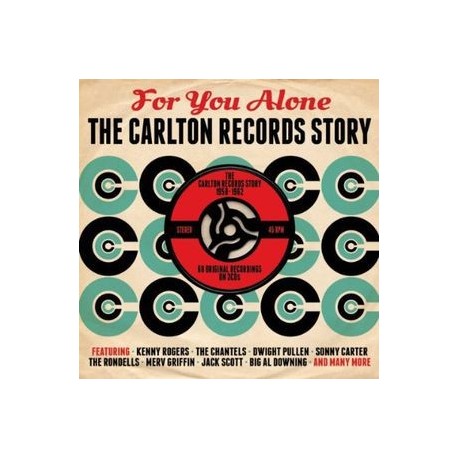 For You Alone
THE CARLTON RECORDS STORY
THE
CARLTON RECORDS STORY
1958-1962
STEREO
45 RPM
60 ORIGINAL RECORDINGS
ON 3CDs
FEATURING • KENNY ROGERS • THE CHANTELS • DWIGHT PULLEN • SONNY CARTER
THE RONDELLS • MERV GRIFFIN • JACK SCOTT • BIG AL DOWNING • AND MANY MORE